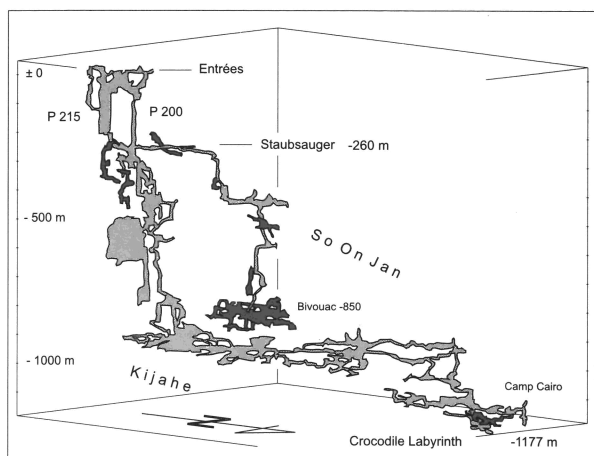 ± 0
Entrées
P 215
P 200
Staubsauger -260 m
- 500 m
So On Jan
Bivouac -850
- 1000 m
Kijahe
Camp Cairo
N
Crocodile Labyrinth -1177 m